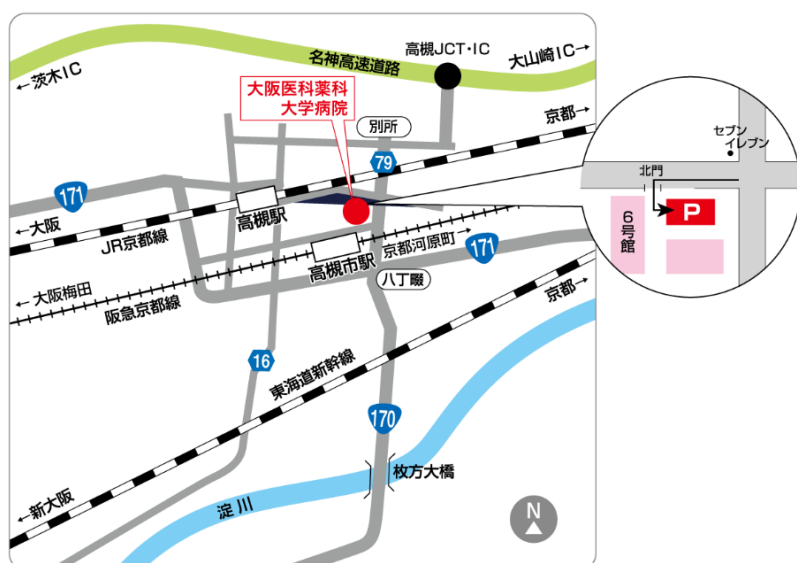 高槻JCT・IC
大山崎IC→
名神高速道路
←茨木IC
大阪医科薬科
大学病院
別所
京都→
79
セブン
イレブン
北門
171
P
6号館
高槻駅
←大阪
JR京都線
京都河原町→
171
高槻市駅
八丁畷
←大阪梅田
阪急京都線
京都→
16
東海道新幹線
170
枚方大橋
←新大阪
淀川
N